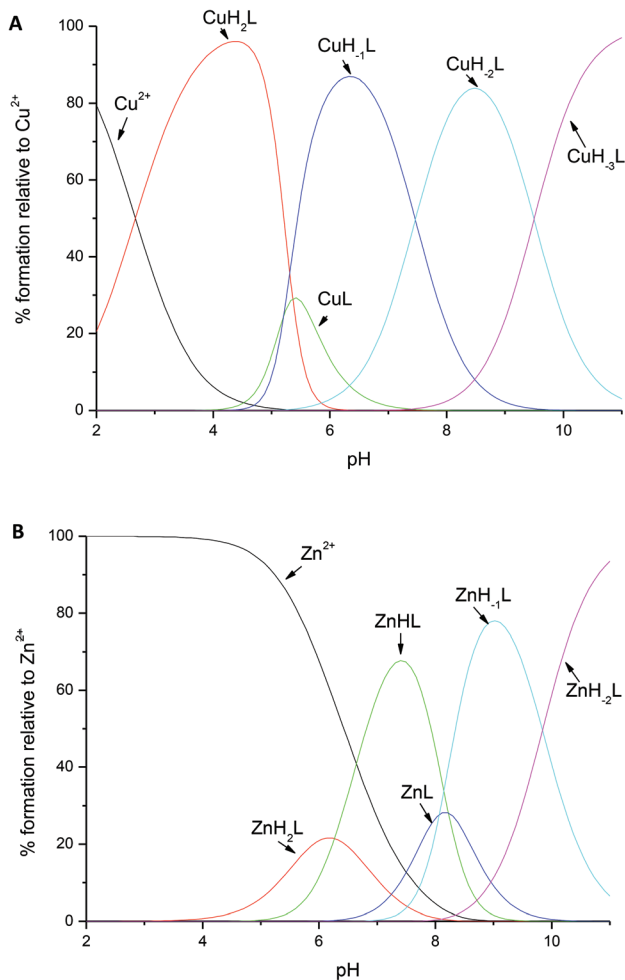 A
100
80
60
40
20
0
% formation relative to Cu²⁺
Cu²⁺
CuH₂L
CuL
CuH₋₁L
CuH₋₂L
CuH₋₃L
2 4 6 8 10
pH
B
100
80
60
40
20
0
% formation relative to Zn²⁺
Zn²⁺
ZnH₂L
ZnHL
ZnL
ZnH₋₁L
ZnH₋₂L
2 4 6 8 10
pH